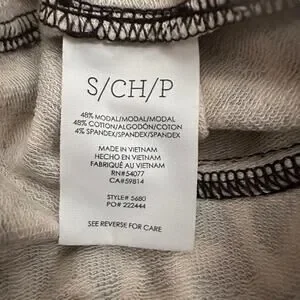 S/CH/P
48% MODAL/MODAL/MODAL
48% COTTON/ALGODÓN/COTON
4% SPANDEX/SPANDEX/SPANDEX
MADE IN VIETNAM
HECHO EN VIETNAM
FABRIQUÉ AU VIETNAM
RN#54077
CA#59814
STYLE# 5680
PO# 222444
SEE REVERSE FOR CARE